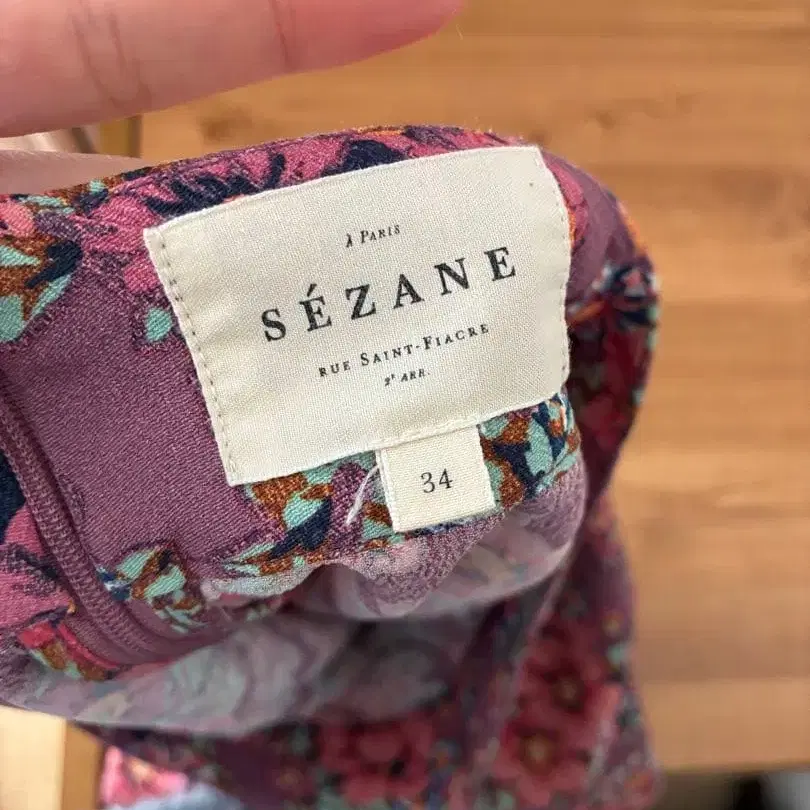 à PARIS
SÉZANE
RUE SAINT-FIACRE
2e ARR.
34